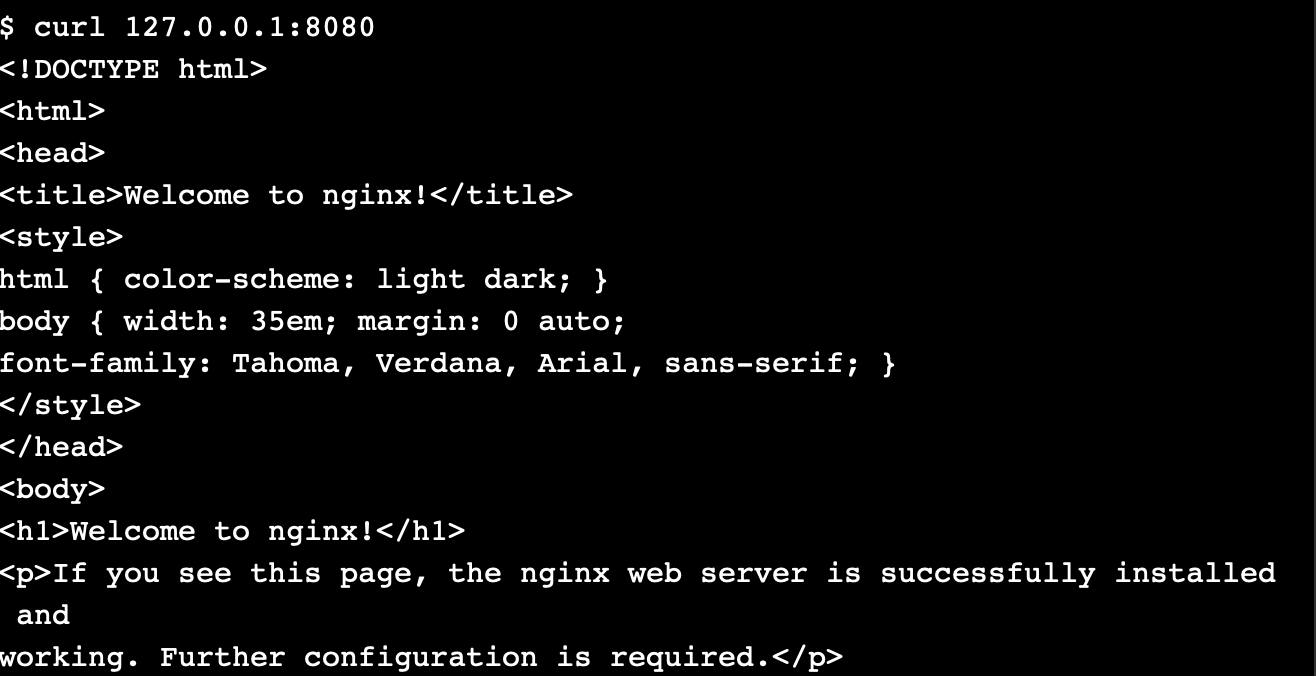 $ curl 127.0.0.1:8080
<!DOCTYPE html>
<html>
<head>
<title>Welcome to nginx!</title>
<style>
html { color-scheme: light dark; }
body { width: 35em; margin: 0 auto;
font-family: Tahoma, Verdana, Arial, sans-serif; }
</style>
</head>
<body>
<h1>Welcome to nginx!</h1>
<p>If you see this page, the nginx web server is successfully installed
 and
working. Further configuration is required.</p>